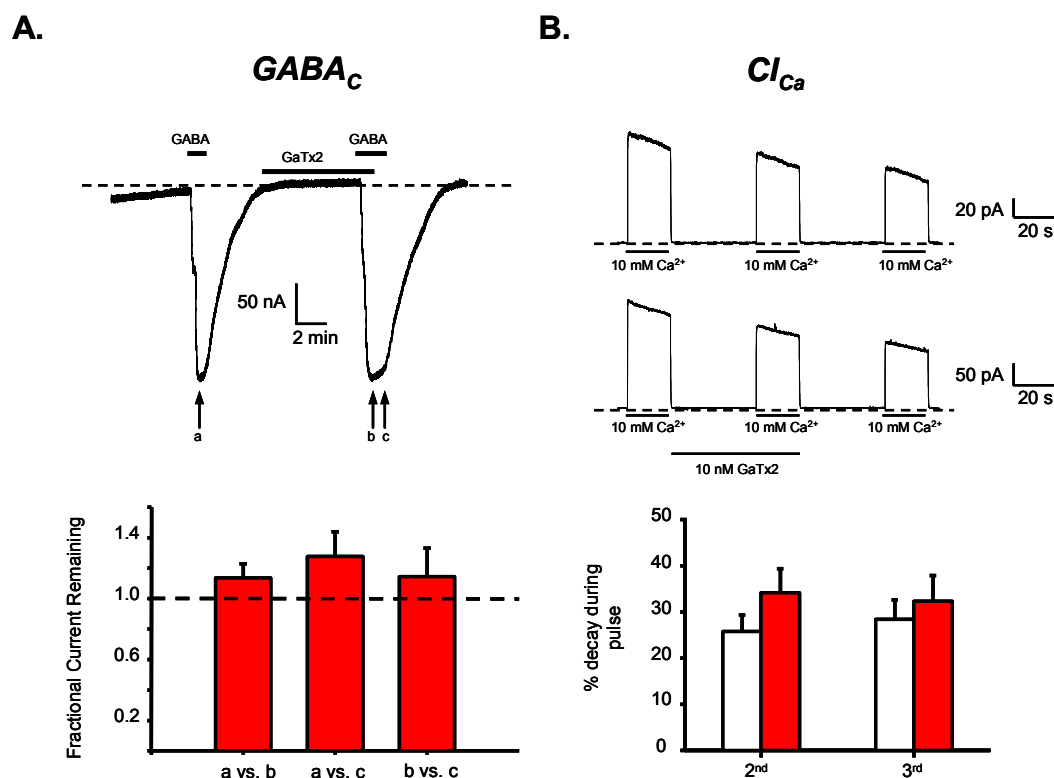 A.
GABA_C
GABA
GABA
GaTx2
50 nA
2 min
a
b
c
Fractional Current Remaining
1.4
1.0
0.6
0.2
a vs. b
a vs. c
b vs. c
B.
Cl_Ca
20 pA
20 s
10 mM Ca²⁺
10 mM Ca²⁺
10 mM Ca²⁺
50 pA
20 s
10 mM Ca²⁺
10 mM Ca²⁺
10 mM Ca²⁺
10 nM GaTx2
% decay during
pulse
50
40
30
20
10
0
2nd
3rd